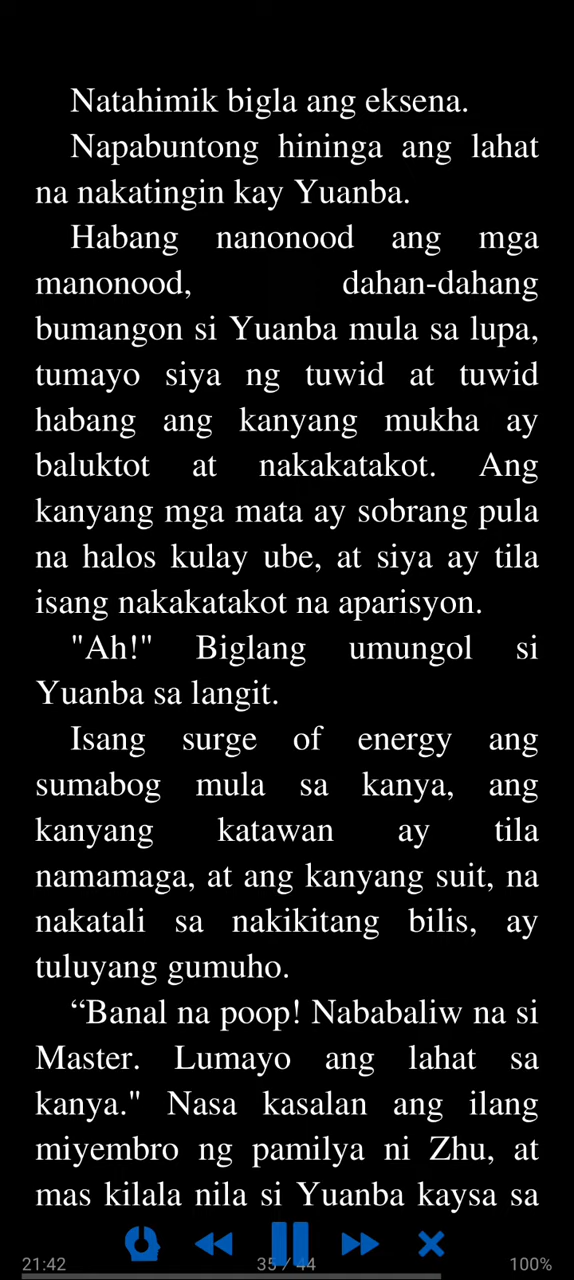 Natahimik bigla ang eksena.
Napabuntong hininga ang lahat
na nakatingin kay Yuanba.
Habang nanonood ang mga
manonood, dahan-dahang
bumangon si Yuanba mula sa lupa,
tumayo siya ng tuwid at tuwid
habang ang kanyang mukha ay
baluktot at nakakatakot. Ang
kanyang mga mata ay sobrang pula
na halos kulay ube, at siya ay tila
isang nakakatakot na aparisyon.
"Ah!" Biglang umungol si
Yuanba sa langit.
Isang surge of energy ang
sumabog mula sa kanya, ang
kanyang katawan ay tila
namamaga, at ang kanyang suit, na
nakatali sa nakikitang bilis, ay
tuluyang gumuho.
“Banal na poop! Nababaliw na si
Master. Lumayo ang lahat sa
kanya." Nasa kasalan ang ilang
miyembro ng pamilya ni Zhu, at
mas kilala nila si Yuanba kaysa sa
21:42 35 / 44 100%